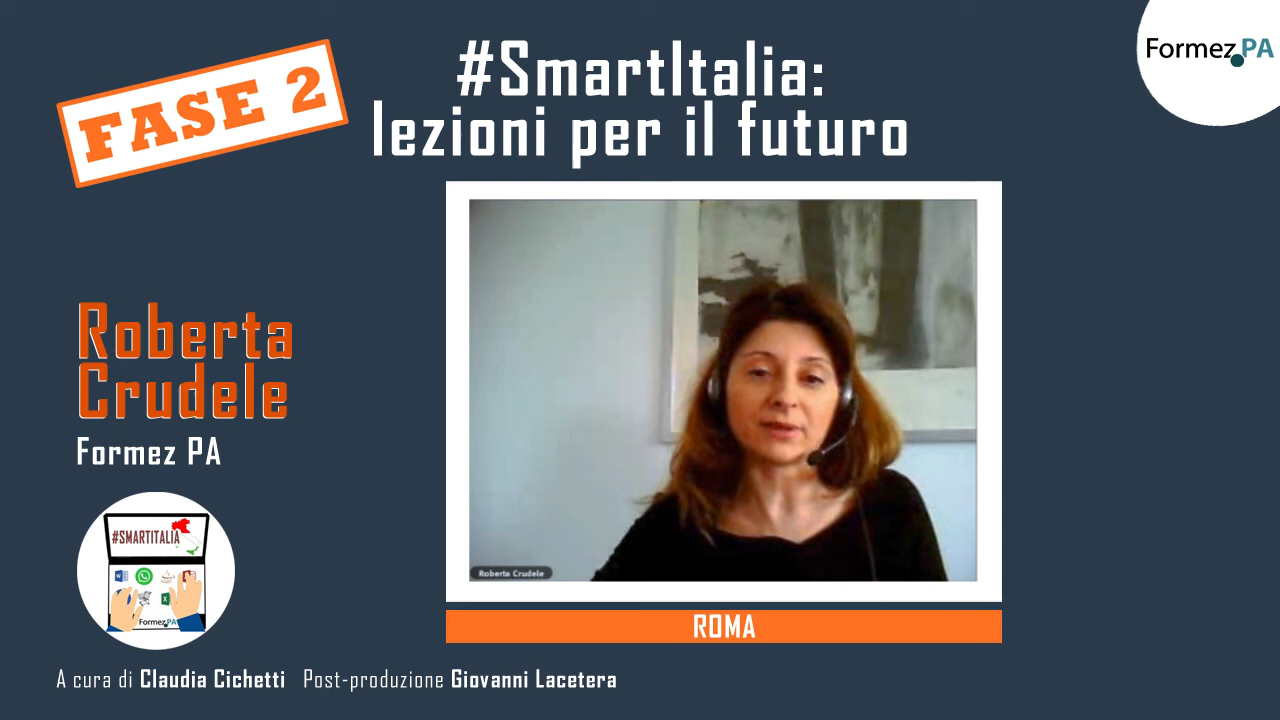 FASE 2
#SmartItalia:
lezioni per il futuro
Formez PA
Roberta
Crudele
Formez PA
#SMARTITALIA
Formez PA
Roberta Crudele
ROMA
A cura di Claudia Cichetti Post-produzione Giovanni Lacetera